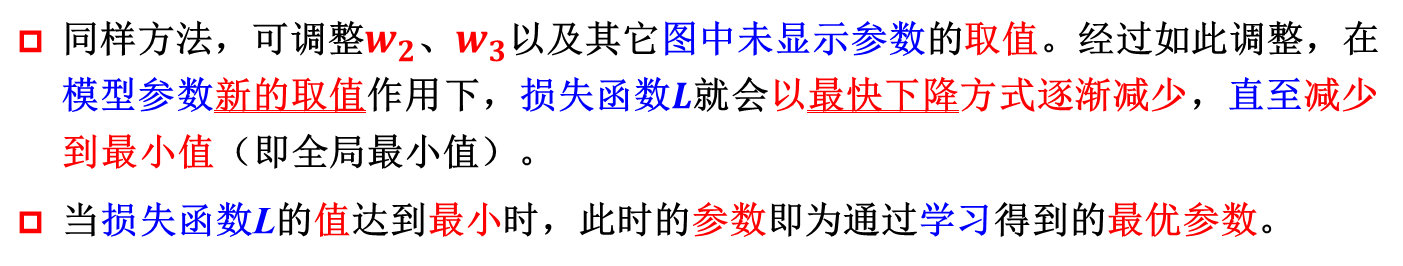 同样方法，可调整w₂、w₃以及其它图中未显示参数的取值。经过如此调整，在
模型参数新的取值作用下，损失函数L就会以最快下降方式逐渐减少，直至减少
到最小值（即全局最小值）。
当损失函数L的值达到最小时，此时的参数即为通过学习得到的最优参数。